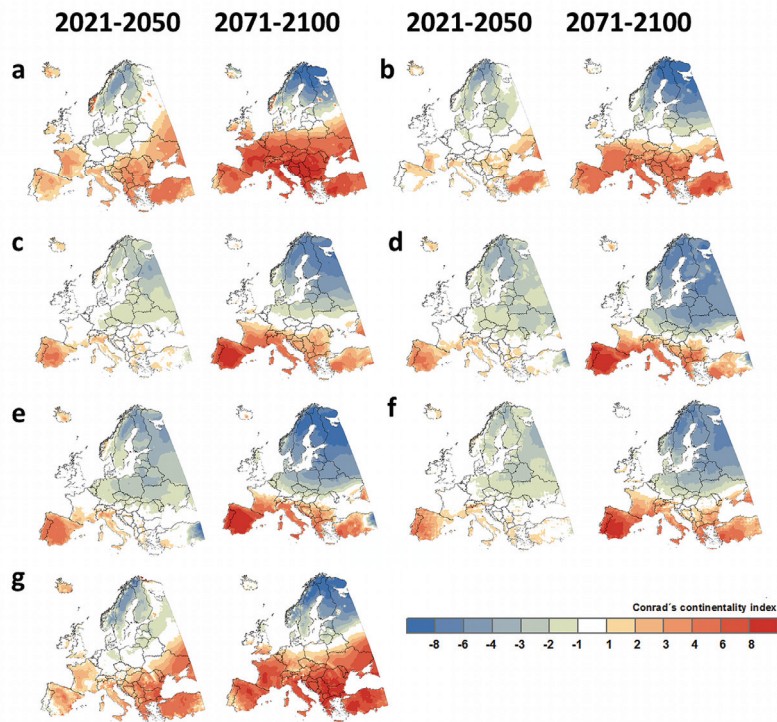 2021-2050 2071-2100 2021-2050 2071-2100
a b
c d
e f
g
Conrad´s continentality index
-8 -6 -4 -3 -2 -1 1 2 3 4 6 8